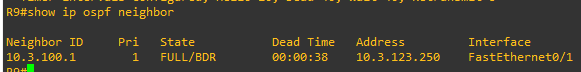 R9#show ip ospf neighbor
Neighbor ID     Pri   State           Dead Time   Address         Interface
10.3.100.1        1   FULL/BDR        00:00:38    10.3.123.250    FastEthernet0/1
R9#